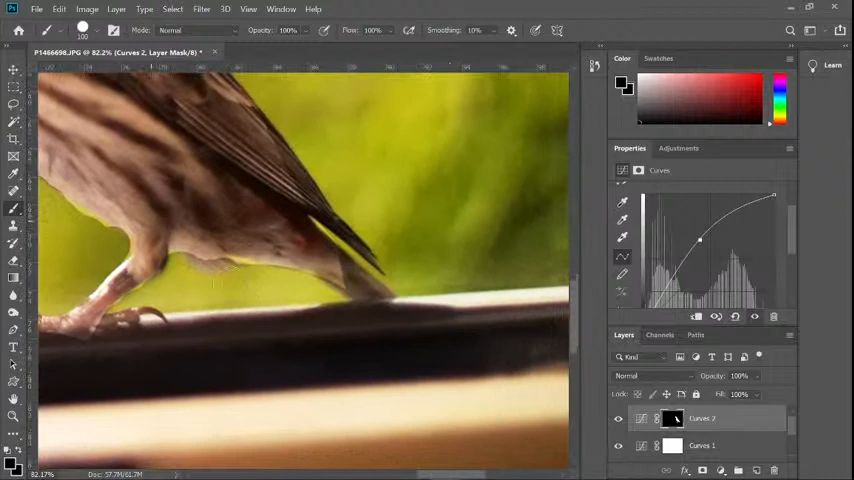 Ps File Edit Image Layer Type Select Filter 3D View Window Help
100 Mode: Normal Opacity: 100% Flow: 100% Smoothing: 10%
P1466698.JPG @ 82.2% (Curves 2, Layer Mask/8) * ×
Color Swatches
Learn
Properties Adjustments
Curves
Layers Channels Paths
Kind
Normal Opacity: 100%
Lock: Fill: 100%
Curves 2
Curves 1
82.17% Doc: 57.7M/61.7M